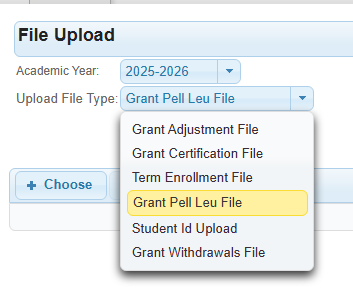 File Upload
Academic Year: 2025-2026
Upload File Type: Grant Pell Leu File
Grant Adjustment File
Grant Certification File
Term Enrollment File
Grant Pell Leu File
Student Id Upload
Grant Withdrawals File
+ Choose